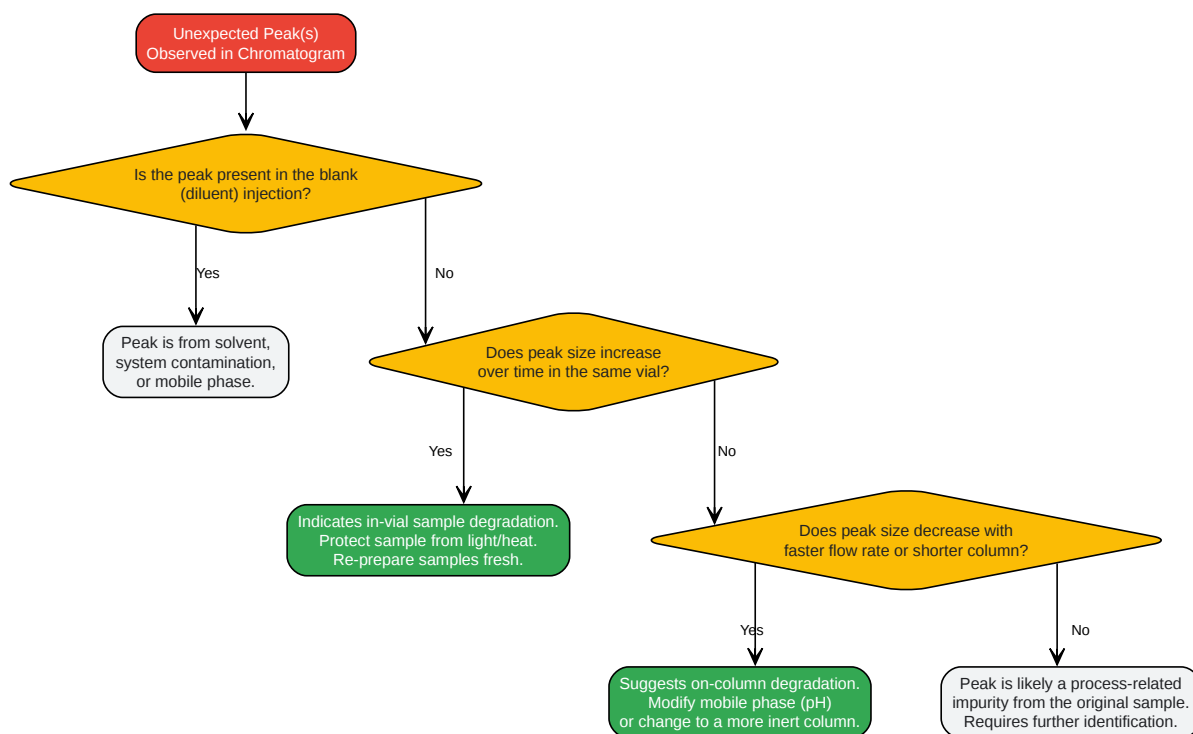 Unexpected Peak(s)
Observed in Chromatogram
Is the peak present in the blank
(diluent) injection?
Yes
No
Peak is from solvent,
system contamination,
or mobile phase.
Does peak size increase
over time in the same vial?
Yes
No
Indicates in-vial sample degradation.
Protect sample from light/heat.
Re-prepare samples fresh.
Does peak size decrease with
faster flow rate or shorter column?
Yes
No
Suggests on-column degradation.
Modify mobile phase (pH)
or change to a more inert column.
Peak is likely a process-related
impurity from the original sample.
Requires further identification.